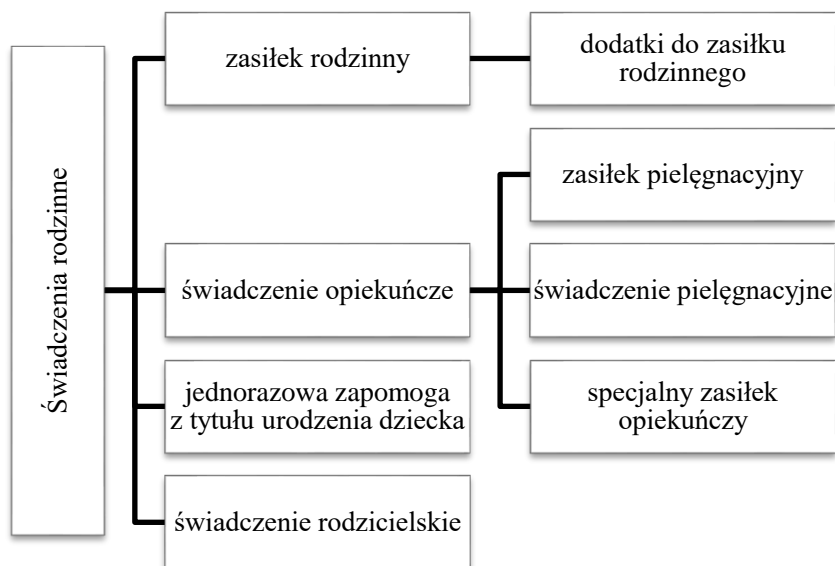 Świadczenia rodzinne
zasiłek rodzinny
dodatki do zasiłku
rodzinnego
świadczenie opiekuńcze
zasiłek pielęgnacyjny
świadczenie pielęgnacyjne
specjalny zasiłek
opiekuńczy
jednorazowa zapomoga
z tytułu urodzenia dziecka
świadczenie rodzicielskie